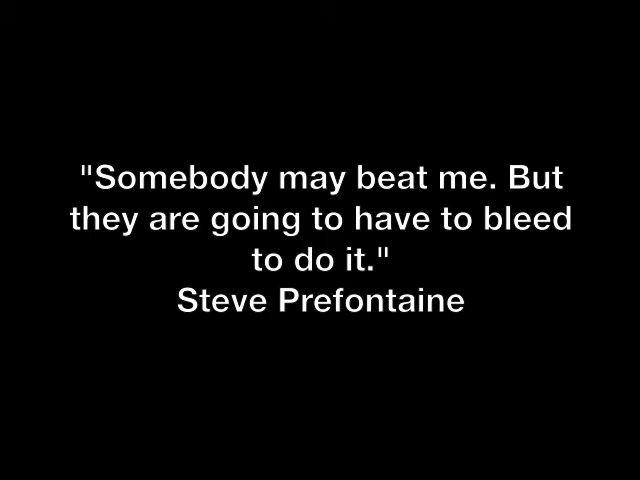 "Somebody may beat me. But
they are going to have to bleed
to do it."
Steve Prefontaine